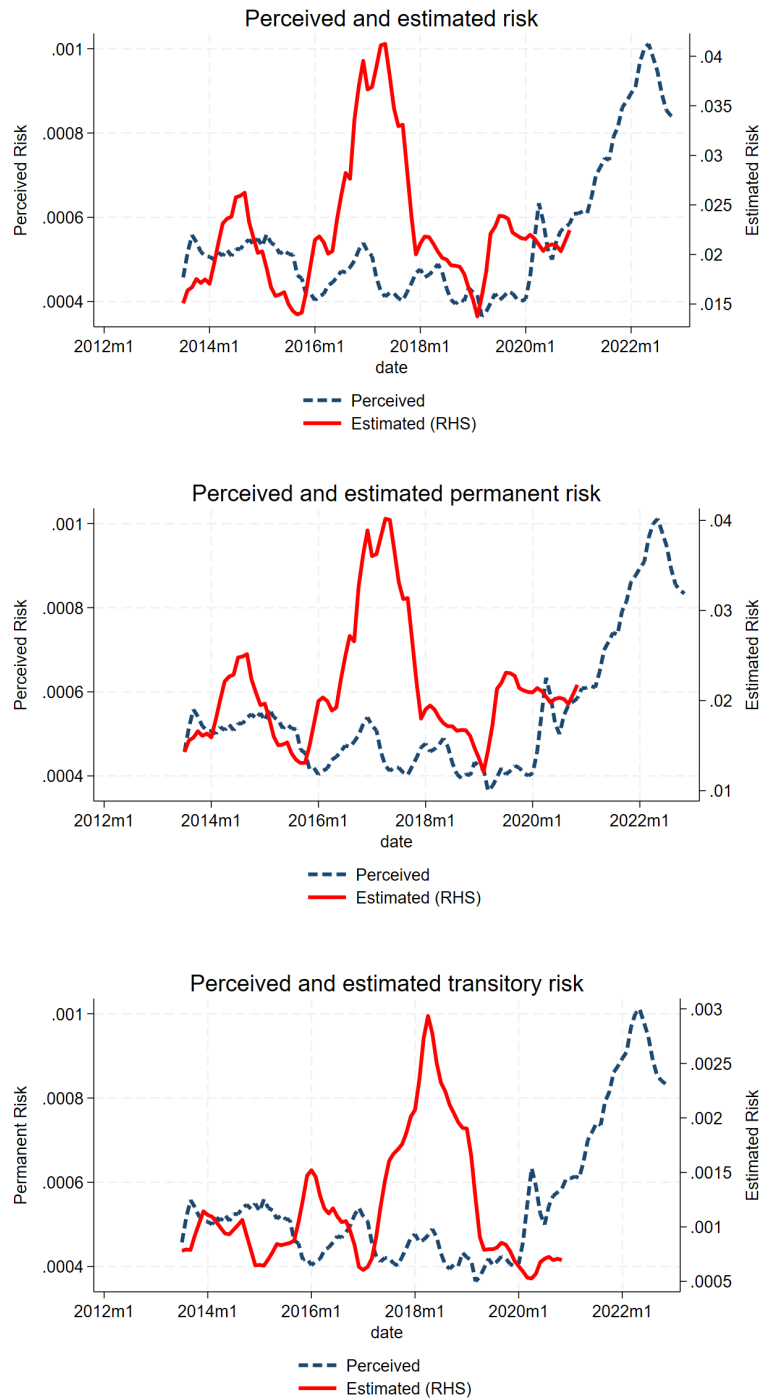 Perceived and estimated risk
.001
.0008
.0006
.0004
Perceived Risk
.04
.035
.03
.025
.02
.015
Estimated Risk
2012m1 2014m1 2016m1 2018m1 2020m1 2022m1
date
Perceived
Estimated (RHS)
Perceived and estimated permanent risk
.001
.0008
.0006
.0004
Perceived Risk
.04
.03
.02
.01
Estimated Risk
2012m1 2014m1 2016m1 2018m1 2020m1 2022m1
date
Perceived
Estimated (RHS)
Perceived and estimated transitory risk
.001
.0008
.0006
.0004
Permanent Risk
.003
.0025
.002
.0015
.001
.0005
Estimated Risk
2012m1 2014m1 2016m1 2018m1 2020m1 2022m1
date
Perceived
Estimated (RHS)